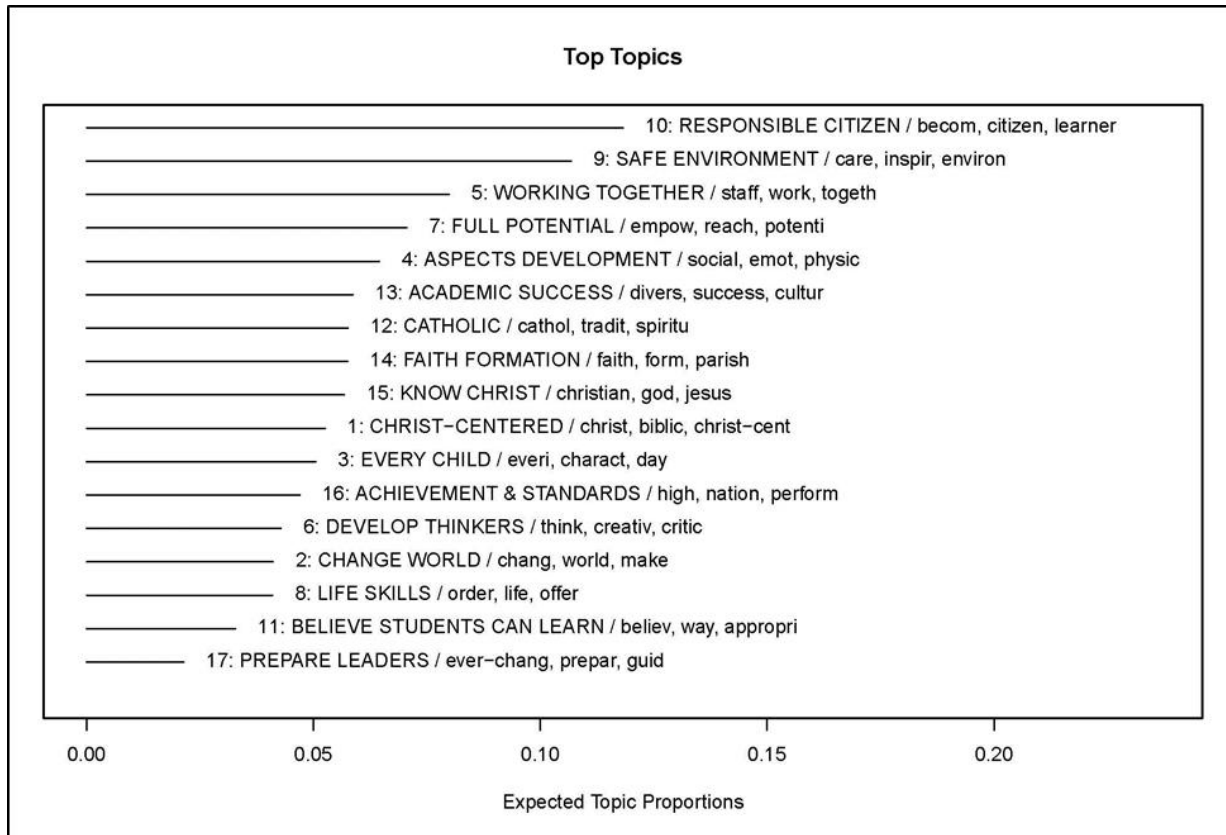 Top Topics
10: RESPONSIBLE CITIZEN / becom, citizen, learner
9: SAFE ENVIRONMENT / care, inspir, environ
5: WORKING TOGETHER / staff, work, togeth
7: FULL POTENTIAL / empow, reach, potenti
4: ASPECTS DEVELOPMENT / social, emot, physic
13: ACADEMIC SUCCESS / divers, success, cultur
12: CATHOLIC / cathol, tradit, spiritu
14: FAITH FORMATION / faith, form, parish
15: KNOW CHRIST / christian, god, jesus
1: CHRIST−CENTERED / christ, biblic, christ−cent
3: EVERY CHILD / everi, charact, day
16: ACHIEVEMENT & STANDARDS / high, nation, perform
6: DEVELOP THINKERS / think, creativ, critic
2: CHANGE WORLD / chang, world, make
8: LIFE SKILLS / order, life, offer
11: BELIEVE STUDENTS CAN LEARN / believ, way, appropri
17: PREPARE LEADERS / ever−chang, prepar, guid
0.00 0.05 0.10 0.15 0.20
Expected Topic Proportions